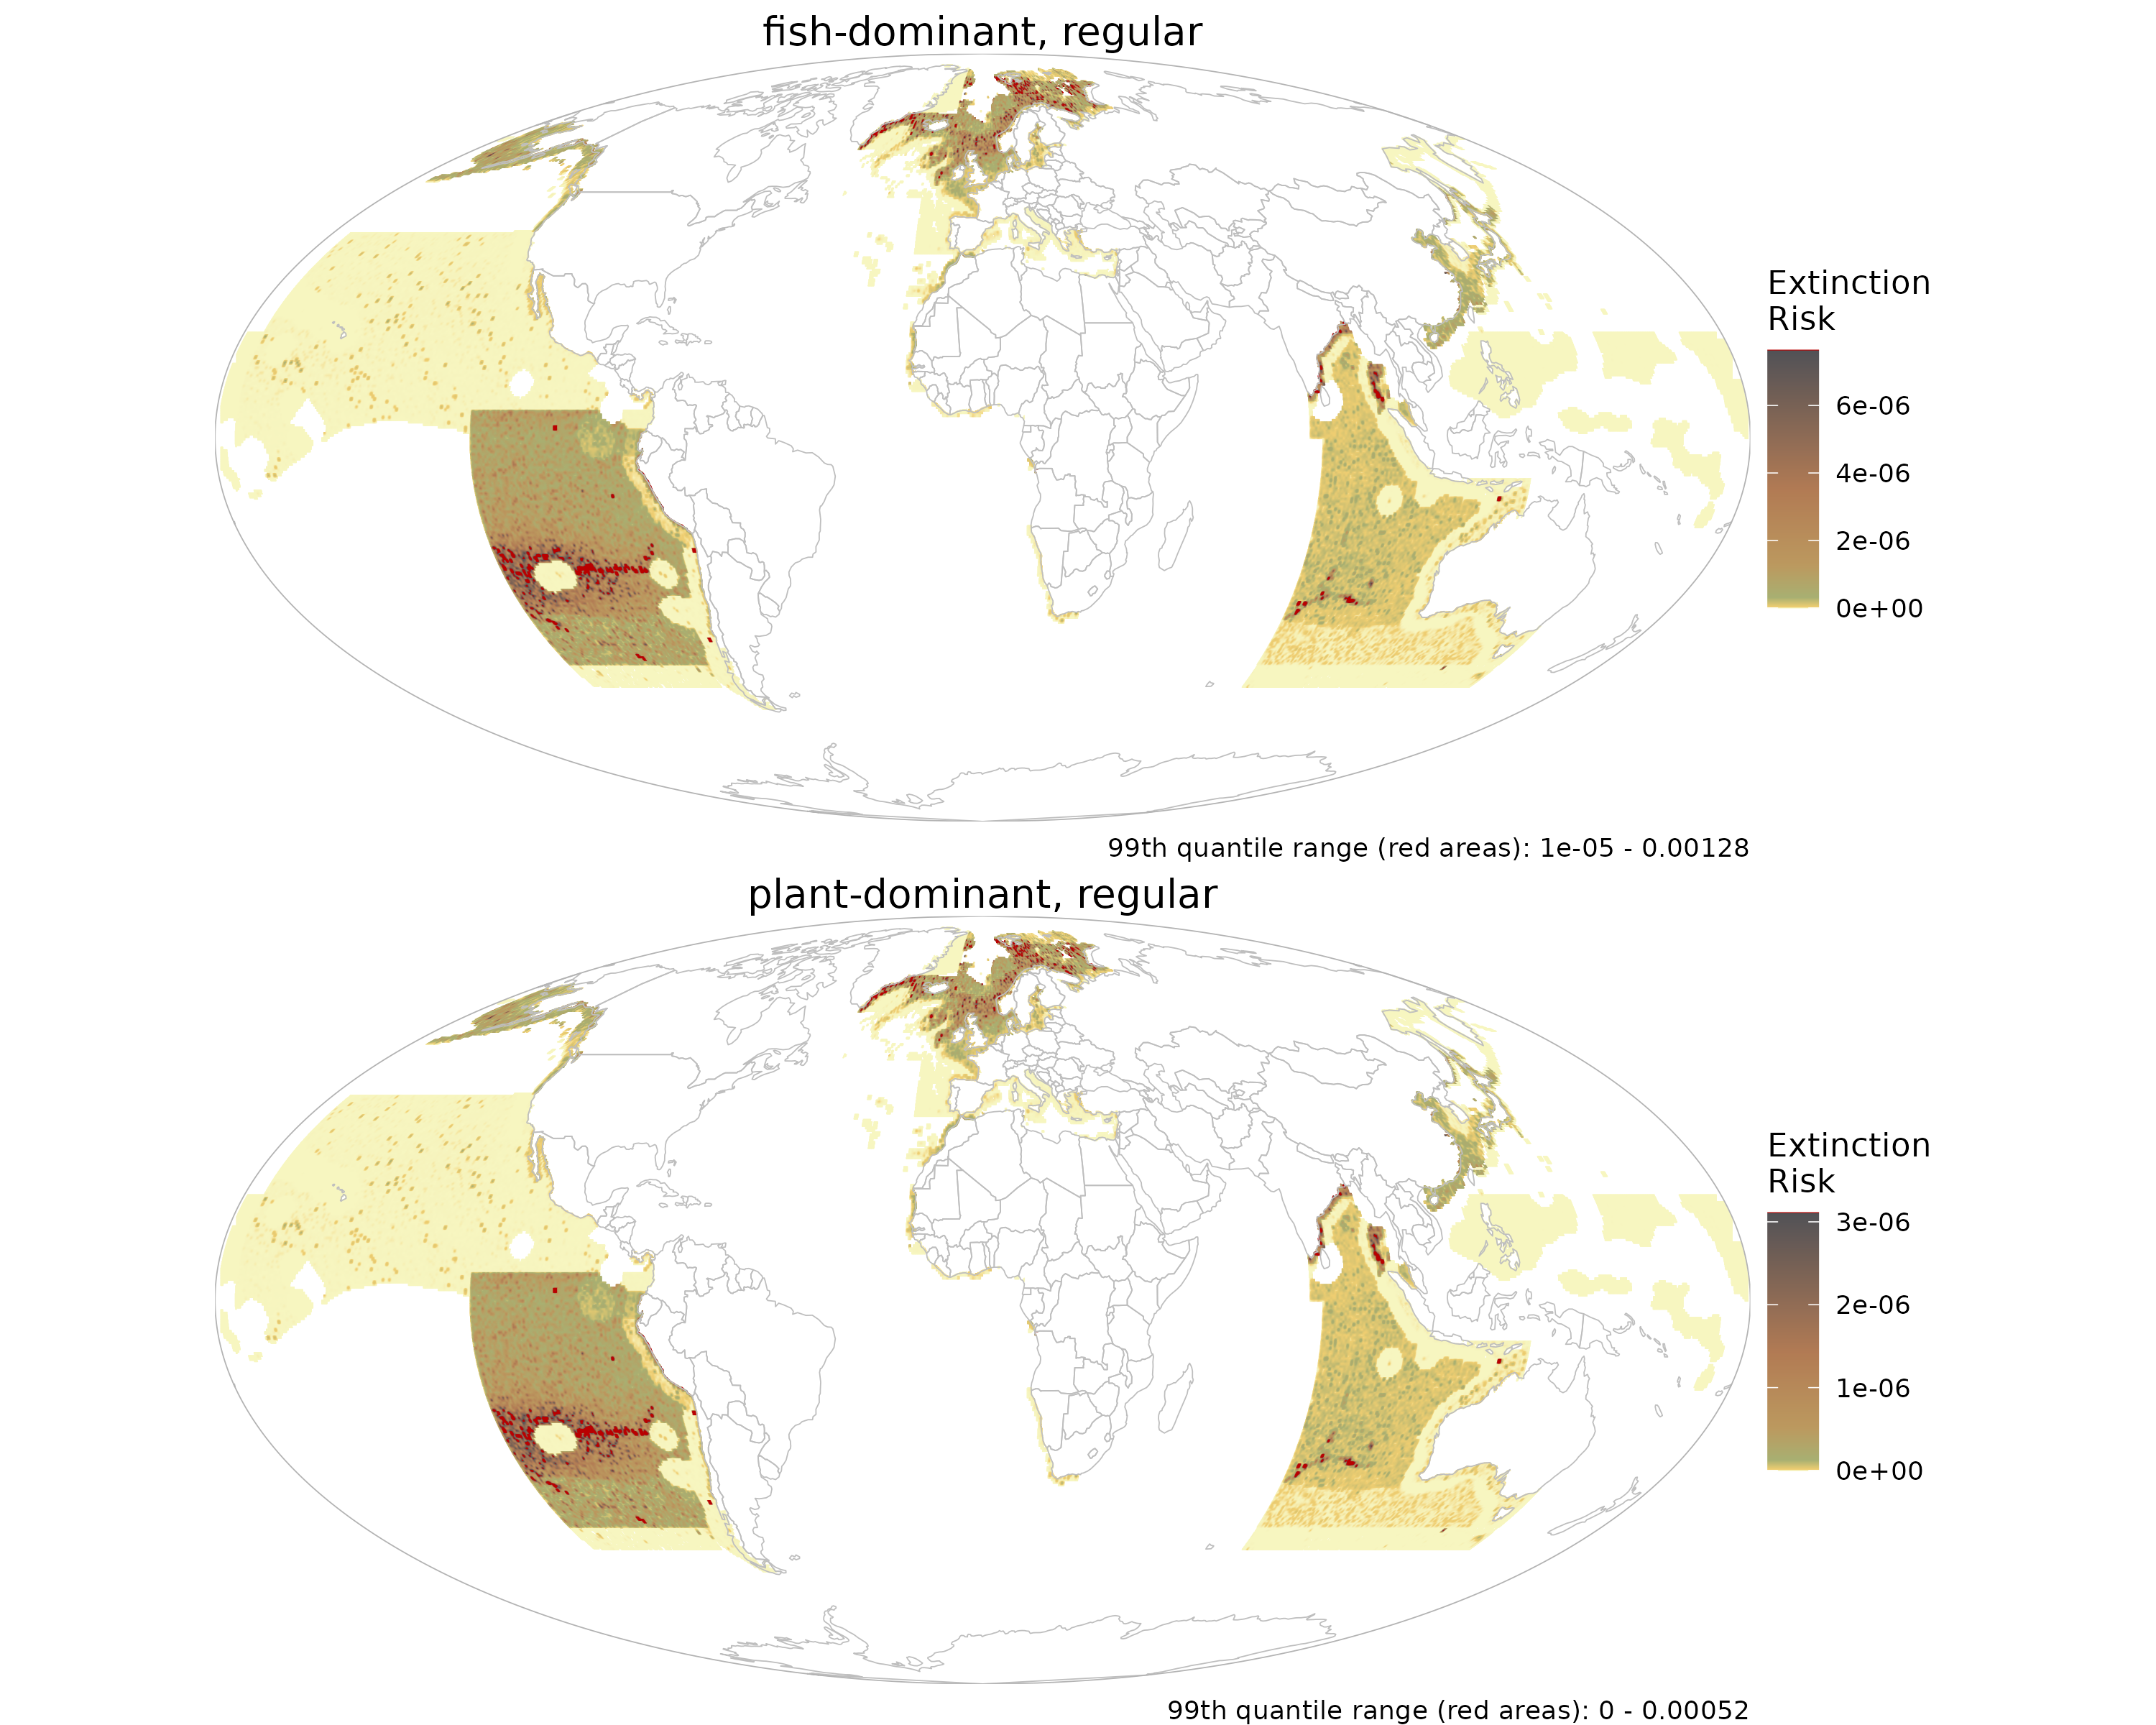 fish-dominant, regular
Extinction
Risk
6e-06
4e-06
2e-06
0e+00
99th quantile range (red areas): 1e-05 - 0.00128
plant-dominant, regular
Extinction
Risk
3e-06
2e-06
1e-06
0e+00
99th quantile range (red areas): 0 - 0.00052